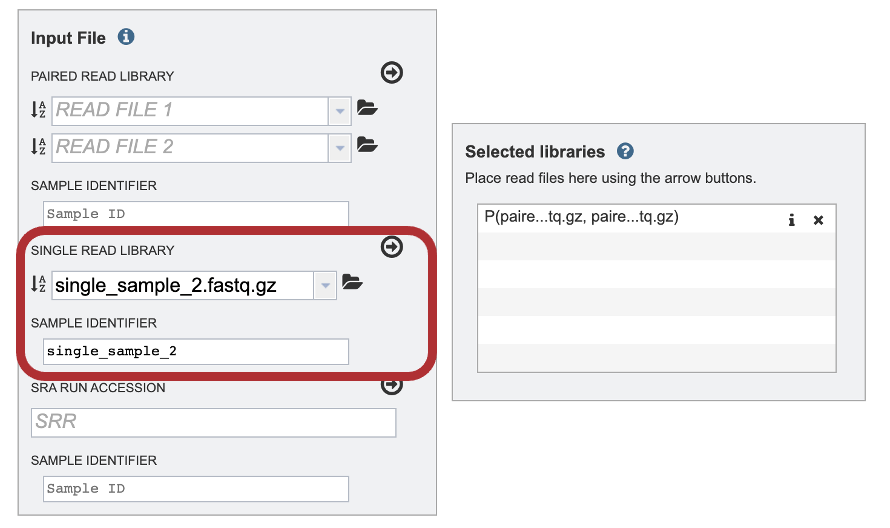 Input File
PAIRED READ LIBRARY
READ FILE 1
READ FILE 2
SAMPLE IDENTIFIER
Sample ID
SINGLE READ LIBRARY
single_sample_2.fastq.gz
SAMPLE IDENTIFIER
single_sample_2
SRA RUN ACCESSION
SRR
SAMPLE IDENTIFIER
Sample ID
Selected libraries
Place read files here using the arrow buttons.
P(paire...tq.gz, paire...tq.gz)